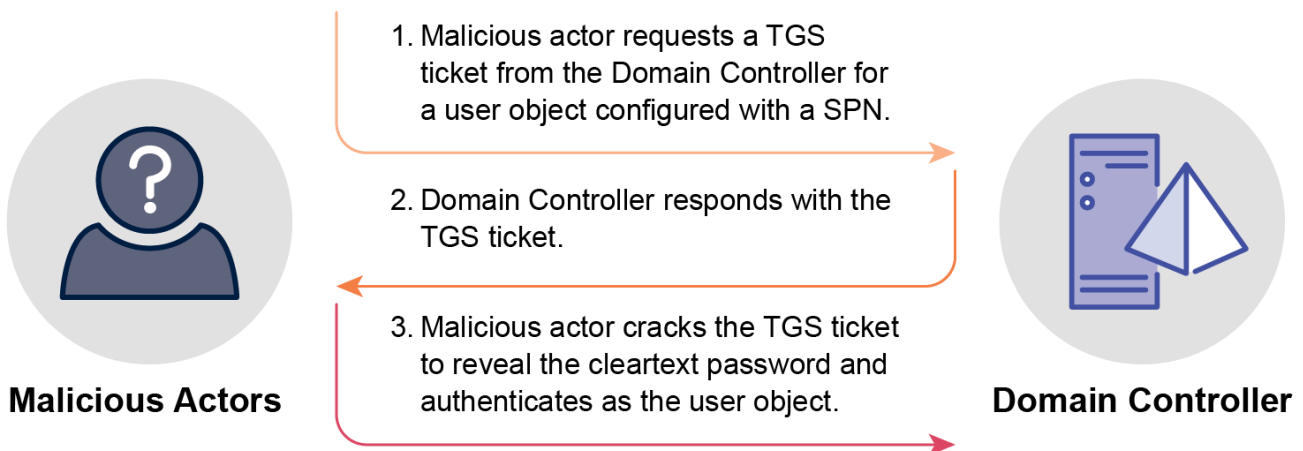 1. Malicious actor requests a TGS
ticket from the Domain Controller for
a user object configured with a SPN.
2. Domain Controller responds with the
TGS ticket.
3. Malicious actor cracks the TGS ticket
to reveal the cleartext password and
authenticates as the user object.
Malicious Actors
Domain Controller